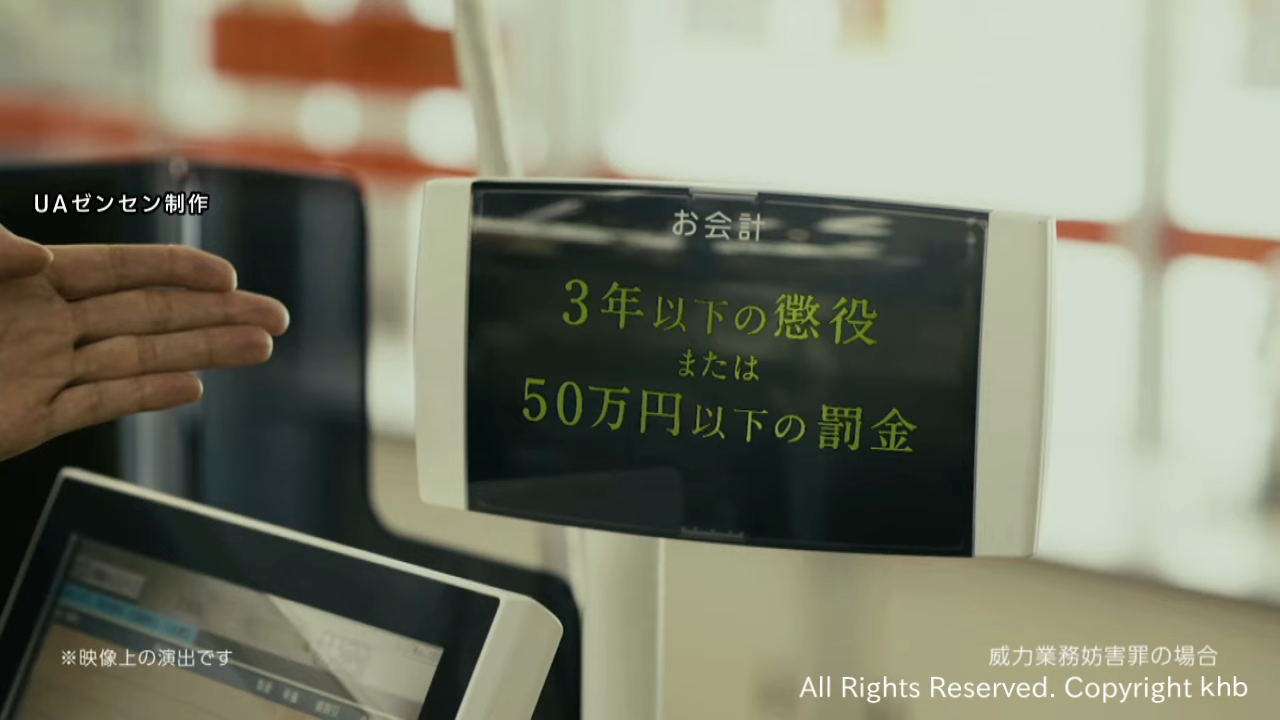 UAゼンセン制作
お会計
3年以下の懲役
または
50万円以下の罰金
※映像上の演出です
威力業務妨害罪の場合
All Rights Reserved. Copyright khb